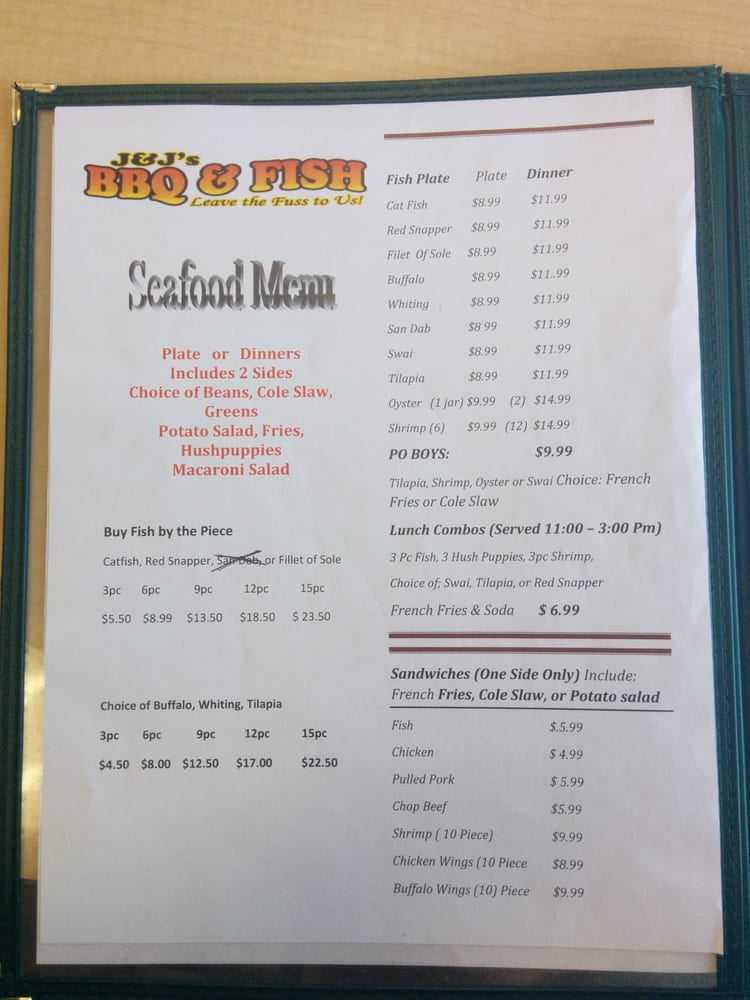 J&J's
BBQ & FISH
Leave the Fuss to Us!
Seafood Menu
Plate or Dinners
Includes 2 Sides
Choice of Beans, Cole Slaw,
Greens
Potato Salad, Fries,
Hushpuppies
Macaroni Salad
Buy Fish by the Piece
Catfish, Red Snapper, San Dab, or Fillet of Sole
3pc 6pc 9pc 12pc 15pc
$5.50 $8.99 $13.50 $18.50 $ 23.50
Choice of Buffalo, Whiting, Tilapia
3pc 6pc 9pc 12pc 15pc
$4.50 $8.00 $12.50 $17.00 $22.50
Fish Plate Plate Dinner
Cat Fish $8.99 $11.99
Red Snapper $8.99 $11.99
Filet Of Sole $8.99 $11.99
Buffalo $8.99 $11..99
Whiting $8.99 $11.99
San Dab $8 99 $11.99
Swai $8.99 $11.99
Tilapia $8.99 $11.99
Oyster (1 jar) $9.99 (2) $14.99
Shrimp (6) $9.99 (12) $14.99
PO BOYS: $9.99
Tilapia, Shrimp, Oyster or Swai Choice: French
Fries or Cole Slaw
Lunch Combos (Served 11:00 – 3:00 Pm)
3 Pc Fish, 3 Hush Puppies, 3pc Shrimp,
Choice of; Swai, Tilapia, or Red Snapper
French Fries & Soda $ 6.99
Sandwiches (One Side Only) Include:
French Fries, Cole Slaw, or Potato salad
Fish $.5.99
Chicken $ 4.99
Pulled Pork $ 5.99
Chop Beef $5.99
Shrimp ( 10 Piece) $9.99
Chicken Wings (10 Piece $8.99
Buffalo Wings (10) Piece $9.99